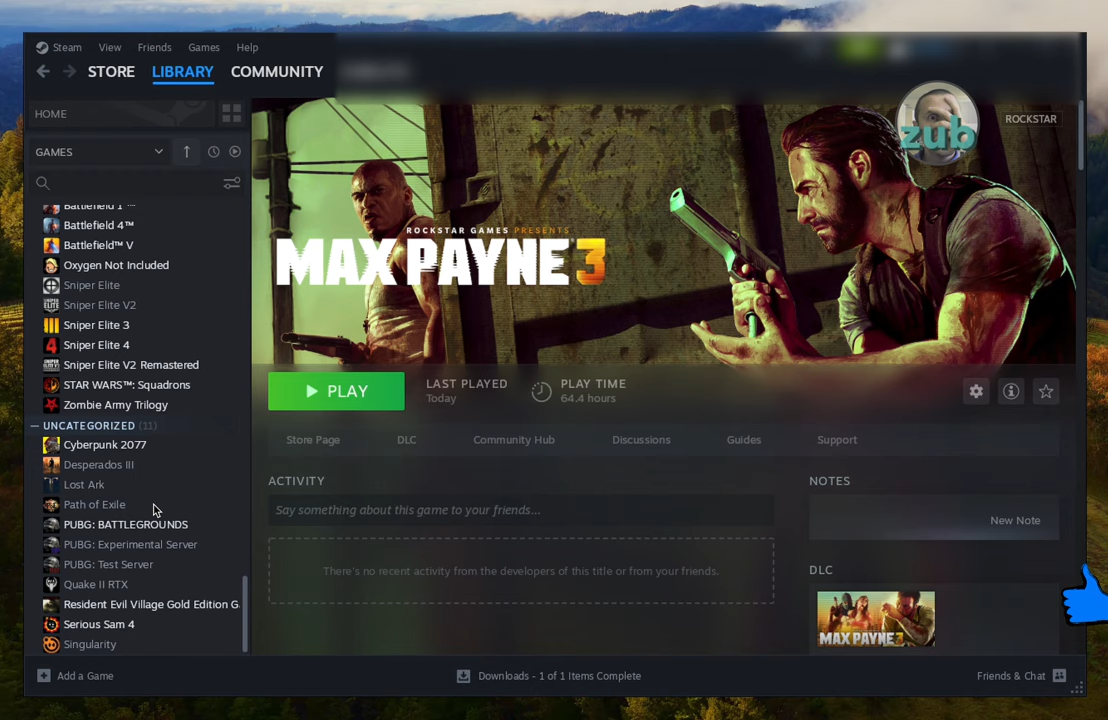 Steam View Friends Games Help
STORE LIBRARY COMMUNITY
HOME
GAMES
Battlefield 1™
Battlefield 4™
Battlefield™ V
Oxygen Not Included
Sniper Elite
Sniper Elite V2
Sniper Elite 3
Sniper Elite 4
Sniper Elite V2 Remastered
STAR WARS™: Squadrons
Zombie Army Trilogy
— UNCATEGORIZED (11)
Cyberpunk 2077
Desperados III
Lost Ark
Path of Exile
PUBG: BATTLEGROUNDS
PUBG: Experimental Server
PUBG: Test Server
Quake II RTX
Resident Evil Village Gold Edition G
Serious Sam 4
Singularity
zub
ROCKSTAR
ROCKSTAR GAMES PRESENTS
MAX PAYNE 3
PLAY
LAST PLAYED
Today
PLAY TIME
64.4 hours
Store Page DLC Community Hub Discussions Guides Support
ACTIVITY
Say something about this game to your friends...
There's no recent activity from the developers of this title or from your friends.
NOTES
New Note
DLC
MAX PAYNE 3
Add a Game
Downloads - 1 of 1 Items Complete
Friends & Chat